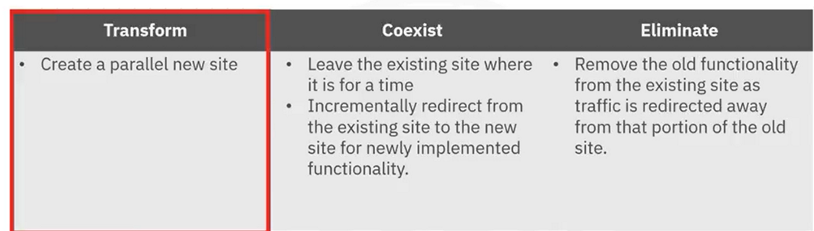 Transform
• Create a parallel new site
Coexist
• Leave the existing site where
it is for a time
• Incrementally redirect from
the existing site to the new
site for newly implemented
functionality.
Eliminate
• Remove the old functionality
from the existing site as
traffic is redirected away
from that portion of the old
site.